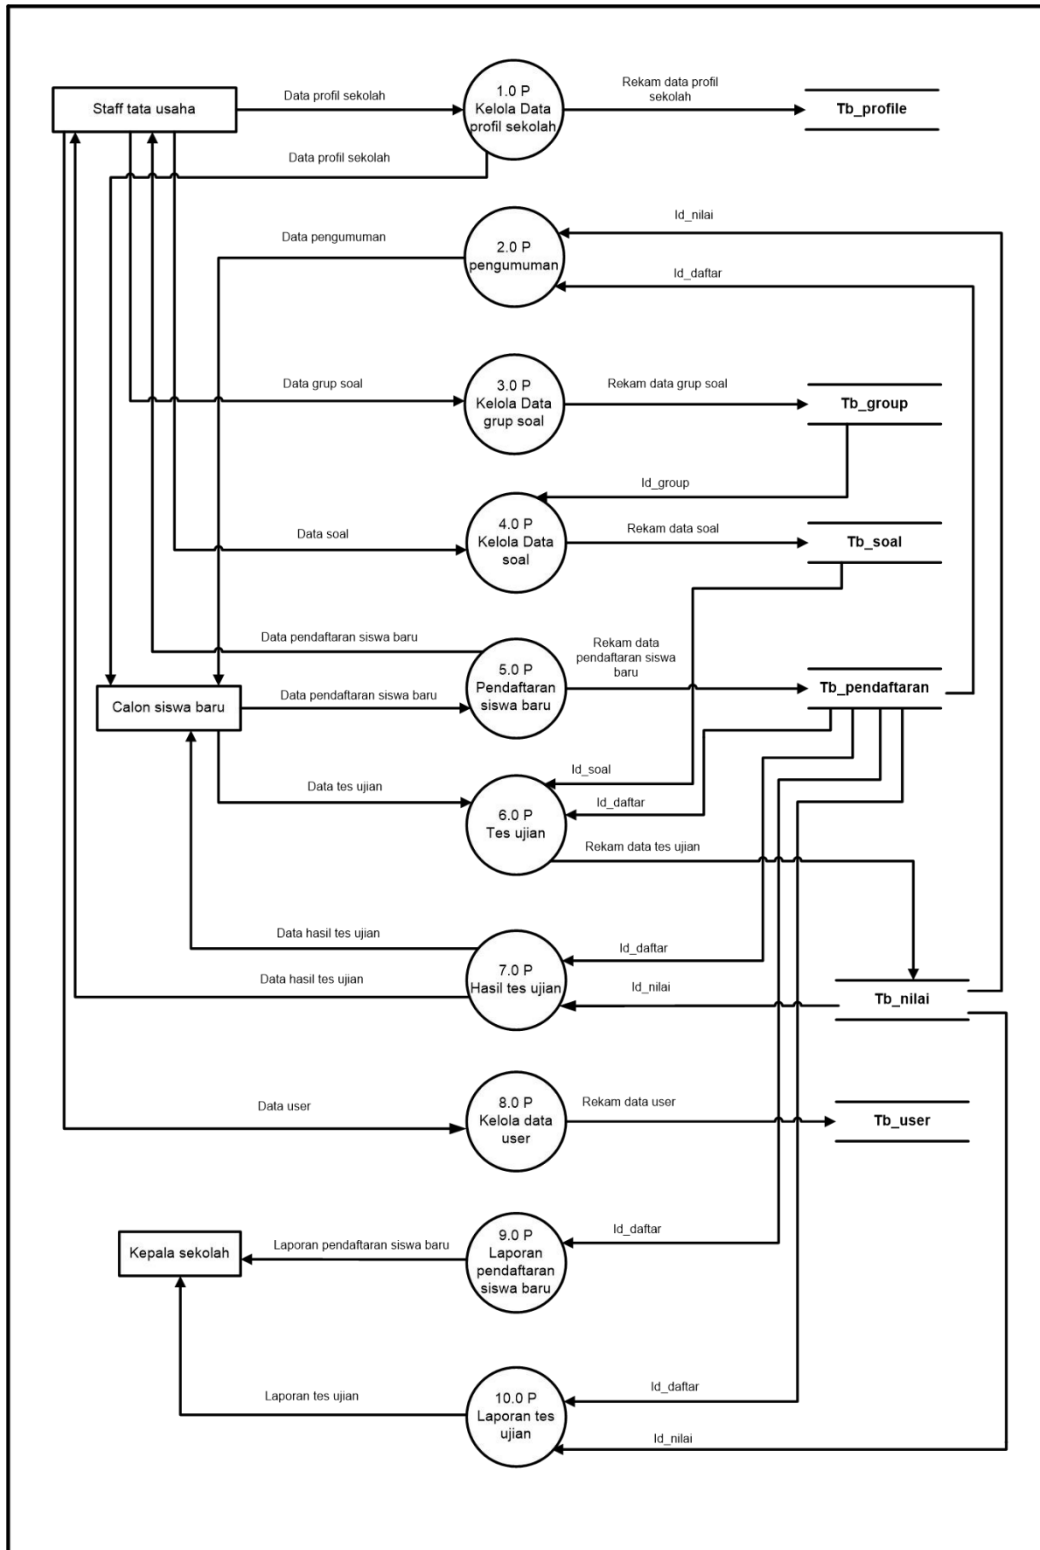 Staff tata usaha
Data profil sekolah
1.0 P
Kelola Data
profil sekolah
Rekam data profil
sekolah
Tb_profile
Data profil sekolah
Id_nilai
Data pengumuman
2.0 P
pengumuman
Id_daftar
Data grup soal
3.0 P
Kelola Data
grup soal
Rekam data grup soal
Tb_group
Id_group
Data soal
4.0 P
Kelola Data
soal
Rekam data soal
Tb_soal
Data pendaftaran siswa baru
Rekam data
pendaftaran siswa
baru
5.0 P
Pendaftaran
siswa baru
Tb_pendaftaran
Calon siswa baru
Data pendaftaran siswa baru
Id_soal
Data tes ujian
Id_daftar
6.0 P
Tes ujian
Rekam data tes ujian
Data hasil tes ujian
Id_daftar
7.0 P
Hasil tes ujian
Data hasil tes ujian
Id_nilai
Tb_nilai
Data user
8.0 P
Kelola data
user
Rekam data user
Tb_user
Kepala sekolah
Laporan pendaftaran siswa baru
9.0 P
Laporan
pendaftaran
siswa baru
Id_daftar
Laporan tes ujian
10.0 P
Laporan tes
ujian
Id_daftar
Id_nilai